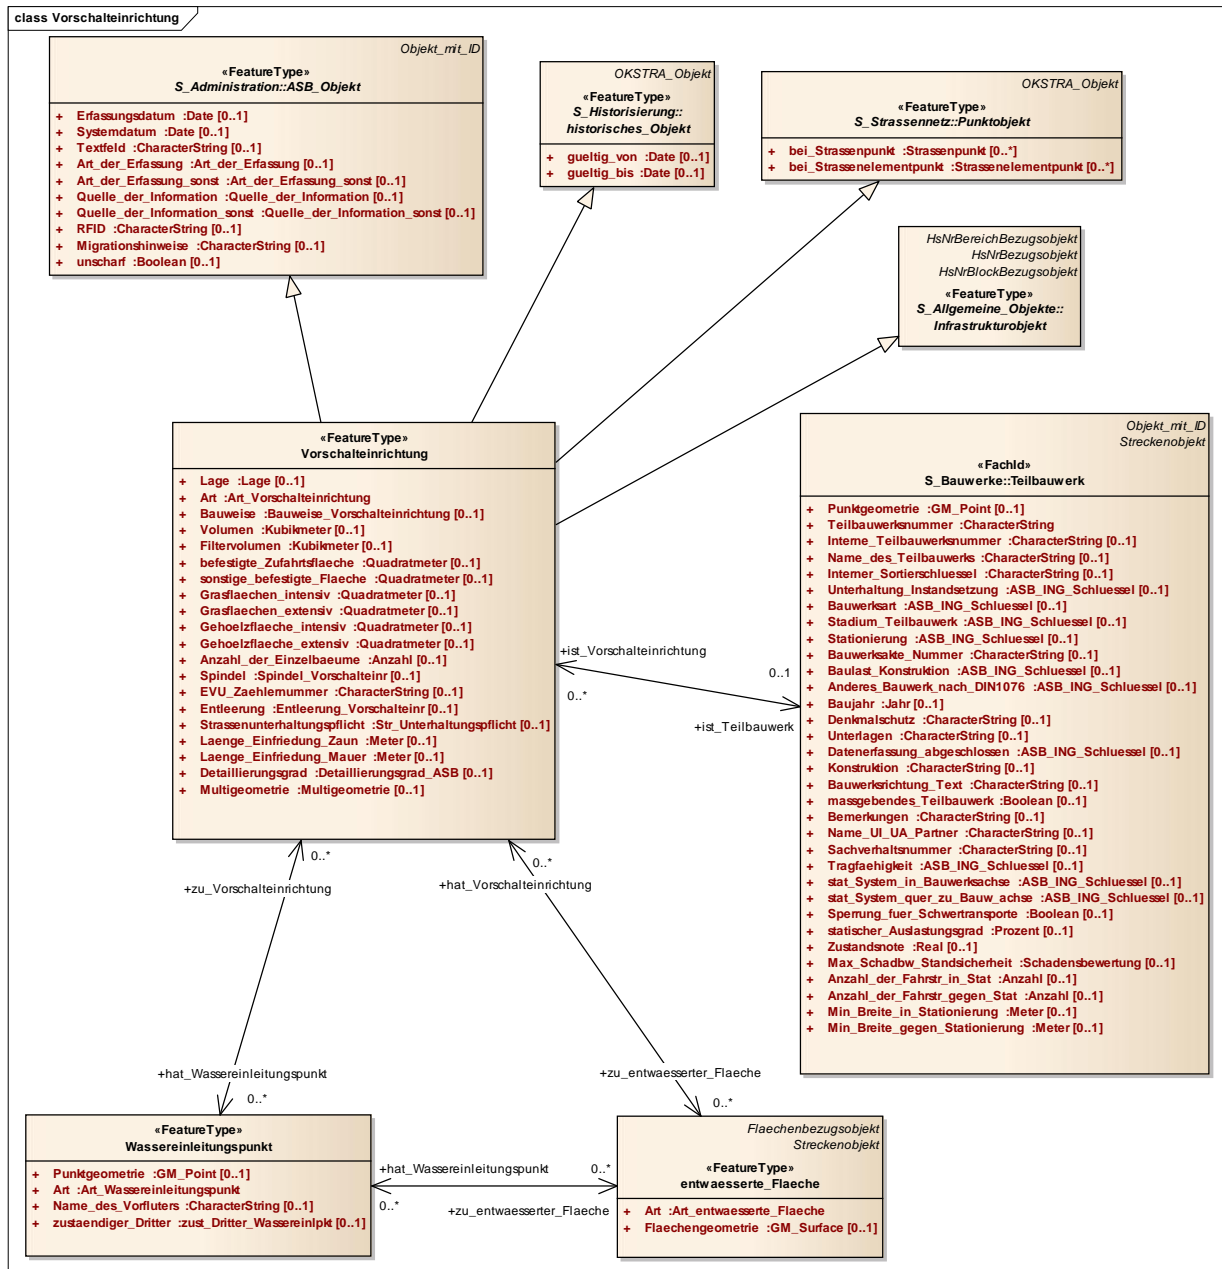 class Vorschalteinrichtung
Objekt_mit_ID
«FeatureType»
S_Administration::ASB_Objekt
+ Erfassungsdatum :Date [0..1]
+ Systemdatum :Date [0..1]
+ Textfeld :CharacterString [0..1]
+ Art_der_Erfassung :Art_der_Erfassung [0..1]
+ Art_der_Erfassung_sonst :Art_der_Erfassung_sonst [0..1]
+ Quelle_der_Information :Quelle_der_Information [0..1]
+ Quelle_der_Information_sonst :Quelle_der_Information_sonst [0..1]
+ RFID :CharacterString [0..1]
+ Migrationshinweise :CharacterString [0..1]
+ unscharf :Boolean [0..1]
OKSTRA_Objekt
«FeatureType»
S_Historisierung::
historisches_Objekt
+ gueltig_von :Date [0..1]
+ gueltig_bis :Date [0..1]
OKSTRA_Objekt
«FeatureType»
S_Strassennetz::Punktobjekt
+ bei_Strassenpunkt :Strassenpunkt [0..*]
+ bei_Strassenelementpunkt :Strassenelementpunkt [0..*]
HsNrBereichBezugsobjekt
HsNrBezugsobjekt
HsNrBlockBezugsobjekt
«FeatureType»
S_Allgemeine_Objekte::
Infrastrukturobjekt
«FeatureType»
Vorschalteinrichtung
+ Lage :Lage [0..1]
+ Art :Art_Vorschalteinrichtung
+ Bauweise :Bauweise_Vorschalteinrichtung [0..1]
+ Volumen :Kubikmeter [0..1]
+ Filtervolumen :Kubikmeter [0..1]
+ befestigte_Zufahrtsflaeche :Quadratmeter [0..1]
+ sonstige_befestigte_Flaeche :Quadratmeter [0..1]
+ Grasflaechen_intensiv :Quadratmeter [0..1]
+ Grasflaechen_extensiv :Quadratmeter [0..1]
+ Gehoelzflaeche_intensiv :Quadratmeter [0..1]
+ Gehoelzflaeche_extensiv :Quadratmeter [0..1]
+ Anzahl_der_Einzelbaeume :Anzahl [0..1]
+ Spindel :Spindel_Vorschalteinr [0..1]
+ EVU_Zaehlernummer :CharacterString [0..1]
+ Entleerung :Entleerung_Vorschalteinr [0..1]
+ Strassenunterhaltungspflicht :Str_Unterhaltungspflicht [0..1]
+ Laenge_Einfriedung_Zaun :Meter [0..1]
+ Laenge_Einfriedung_Mauer :Meter [0..1]
+ Detaillierungsgrad :Detaillierungsgrad_ASB [0..1]
+ Multigeometrie :Multigeometrie [0..1]
Objekt_mit_ID
Streckenobjekt
«FachId»
S_Bauwerke::Teilbauwerk
+ Punktgeometrie :GM_Point [0..1]
+ Teilbauwerksnummer :CharacterString
+ Interne_Teilbauwerksnummer :CharacterString [0..1]
+ Name_des_Teilbauwerks :CharacterString [0..1]
+ Interner_Sortierschluessel :CharacterString [0..1]
+ Unterhaltung_Instandsetzung :ASB_ING_Schluessel [0..1]
+ Bauwerksart :ASB_ING_Schluessel [0..1]
+ Stadium_Teilbauwerk :ASB_ING_Schluessel [0..1]
+ Stationierung :ASB_ING_Schluessel [0..1]
+ Bauwerksakte_Nummer :CharacterString [0..1]
+ Baulast_Konstruktion :ASB_ING_Schluessel [0..1]
+ Anderes_Bauwerk_nach_DIN1076 :ASB_ING_Schluessel [0..1]
+ Baujahr :Jahr [0..1]
+ Denkmalschutz :CharacterString [0..1]
+ Unterlagen :CharacterString [0..1]
+ Datenerfassung_abgeschlossen :ASB_ING_Schluessel [0..1]
+ Konstruktion :CharacterString [0..1]
+ Bauwerksrichtung_Text :CharacterString [0..1]
+ massgebendes_Teilbauwerk :Boolean [0..1]
+ Bemerkungen :CharacterString [0..1]
+ Name_UI_UA_Partner :CharacterString [0..1]
+ Sachverhaltsnummer :CharacterString [0..1]
+ Tragfaehigkeit :ASB_ING_Schluessel [0..1]
+ stat_System_in_Bauwerksachse :ASB_ING_Schluessel [0..1]
+ stat_System_quer_zu_Bauw_achse :ASB_ING_Schluessel [0..1]
+ Sperrung_fuer_Schwertransporte :Boolean [0..1]
+ statischer_Auslastungsgrad :Prozent [0..1]
+ Zustandsnote :Real [0..1]
+ Max_Schadbw_Standsicherheit :Schadensbewertung [0..1]
+ Anzahl_der_Fahrstr_in_Stat :Anzahl [0..1]
+ Anzahl_der_Fahrstr_gegen_Stat :Anzahl [0..1]
+ Min_Breite_in_Stationierung :Meter [0..1]
+ Min_Breite_gegen_Stationierung :Meter [0..1]
+ist_Vorschalteinrichtung
0..1
0..*
+ist_Teilbauwerk
0..*
+zu_Vorschalteinrichtung
0..*
+hat_Vorschalteinrichtung
+hat_Wassereinleitungspunkt
0..*
+zu_entwaesserter_Flaeche
0..*
«FeatureType»
Wassereinleitungspunkt
+ Punktgeometrie :GM_Point [0..1]
+ Art :Art_Wassereinleitungspunkt
+ Name_des_Vorfluters :CharacterString [0..1]
+ zustaendiger_Dritter :zust_Dritter_Wassereinlpkt [0..1]
+hat_Wassereinleitungspunkt
0..*
0..*
+zu_entwaesserter_Flaeche
Flaechenbezugsobjekt
Streckenobjekt
«FeatureType»
entwaesserte_Flaeche
+ Art :Art_entwaesserte_Flaeche
+ Flaechengeometrie :GM_Surface [0..1]